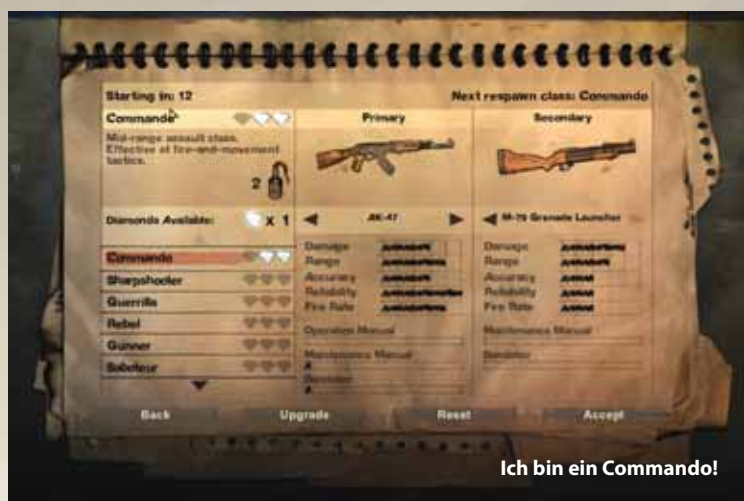 Starting in: 12
Next respawn class: Commando
Commando
Mid-range assault class.
Effective at fire-and-movement
tactics.
2
Diamonds Available: x 1
Commando
Sharpshooter
Guerrilla
Rebel
Gunner
Saboteur
Primary
AK-47
Damage
Range
Accuracy
Reliability
Fire Rate
Operation Manual
Maintenance Manual
Bandolier
Secondary
M-79 Grenade Launcher
Damage
Range
Accuracy
Reliability
Fire Rate
Maintenance Manual
Bandolier
Back
Upgrade
Reset
Accept
Ich bin ein Commando!